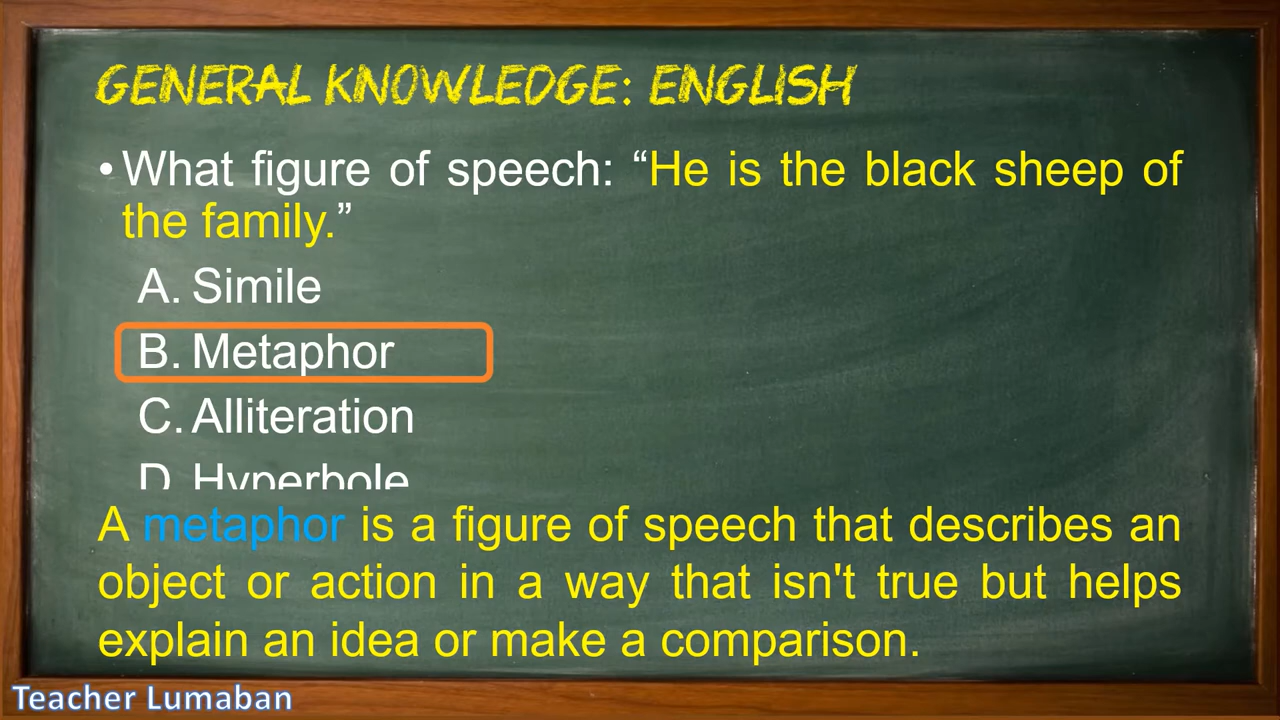 GENERAL KNOWLEDGE: ENGLISH
• What figure of speech: “He is the black sheep of
the family.”
A. Simile
B. Metaphor
C. Alliteration
D. Hyperbole
A metaphor is a figure of speech that describes an
object or action in a way that isn't true but helps
explain an idea or make a comparison.
Teacher Lumaban